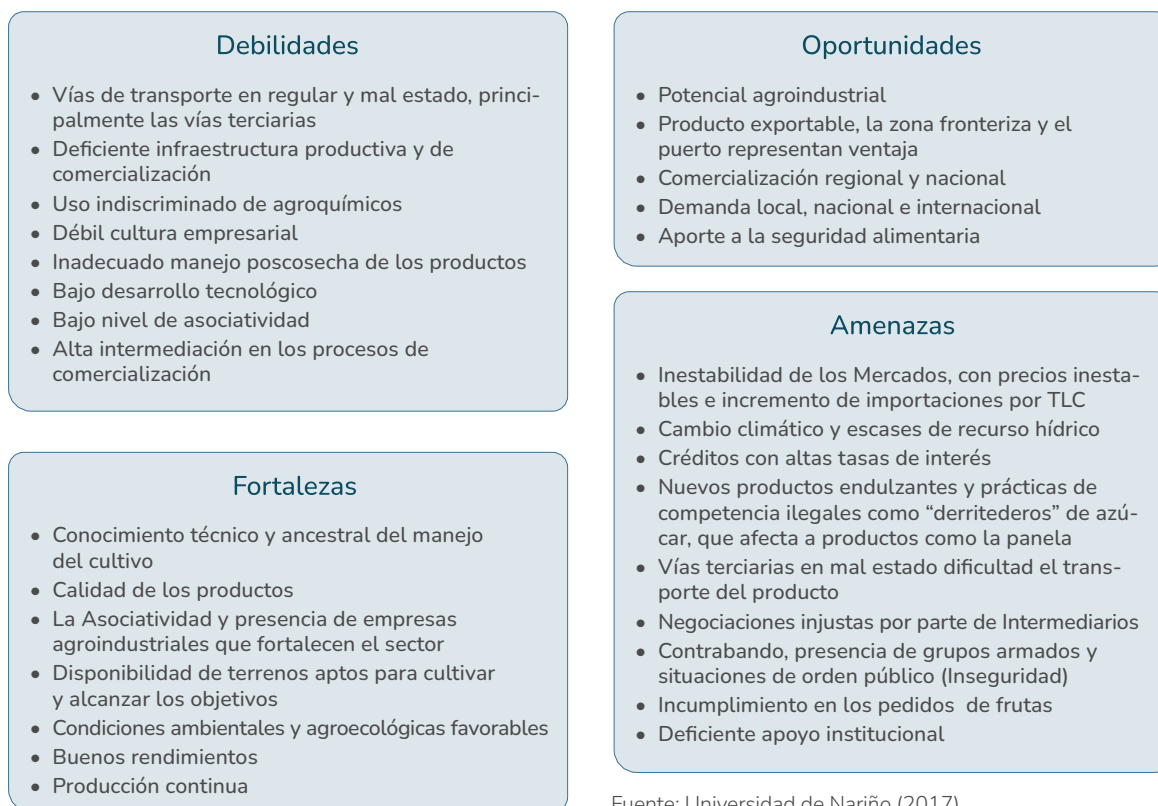 Debilidades
• Vías de transporte en regular y mal estado, princi-
palmente las vías terciarias
• Deficiente infraestructura productiva y de
comercialización
• Uso indiscriminado de agroquímicos
• Débil cultura empresarial
• Inadecuado manejo poscosecha de los productos
• Bajo desarrollo tecnológico
• Bajo nivel de asociatividad
• Alta intermediación en los procesos de
comercialización
Fortalezas
• Conocimiento técnico y ancestral del manejo
del cultivo
• Calidad de los productos
• La Asociatividad y presencia de empresas
agroindustriales que fortalecen el sector
• Disponibilidad de terrenos aptos para cultivar
y alcanzar los objetivos
• Condiciones ambientales y agroecológicas favorables
• Buenos rendimientos
• Producción continua
Oportunidades
• Potencial agroindustrial
• Producto exportable, la zona fronteriza y el
puerto representan ventaja
• Comercialización regional y nacional
• Demanda local, nacional e internacional
• Aporte a la seguridad alimentaria
Amenazas
• Inestabilidad de los Mercados, con precios inesta-
bles e incremento de importaciones por TLC
• Cambio climático y escases de recurso hídrico
• Créditos con altas tasas de interés
• Nuevos productos endulzantes y prácticas de
competencia ilegales como “derritederos” de azú-
car, que afecta a productos como la panela
• Vías terciarias en mal estado dificultad el trans-
porte del producto
• Negociaciones injustas por parte de Intermediarios
• Contrabando, presencia de grupos armados y
situaciones de orden público (Inseguridad)
• Incumplimiento en los pedidos de frutas
• Deficiente apoyo institucional
Fuente: Universidad de Nariño (2017)